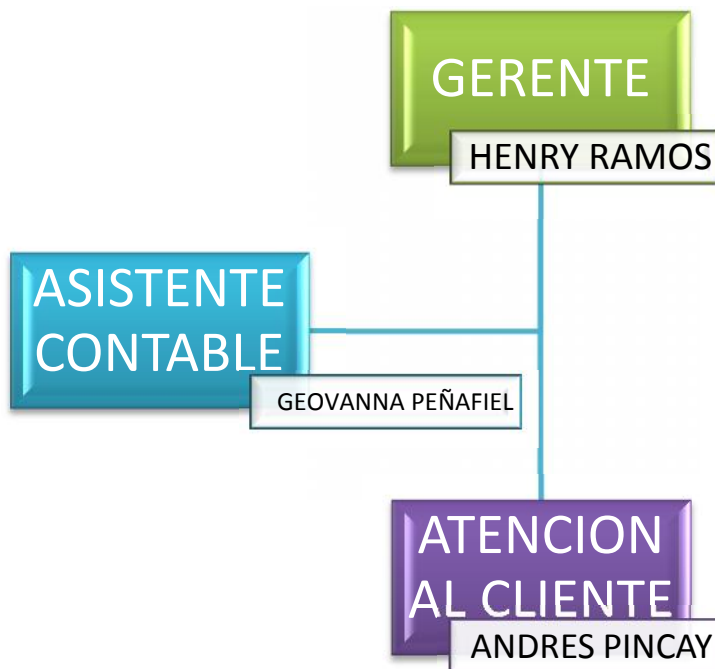 GERENTE
HENRY RAMOS
ASISTENTE
CONTABLE
GEOVANNA PEÑAFIEL
ATENCION
AL CLIENTE
ANDRES PINCAY